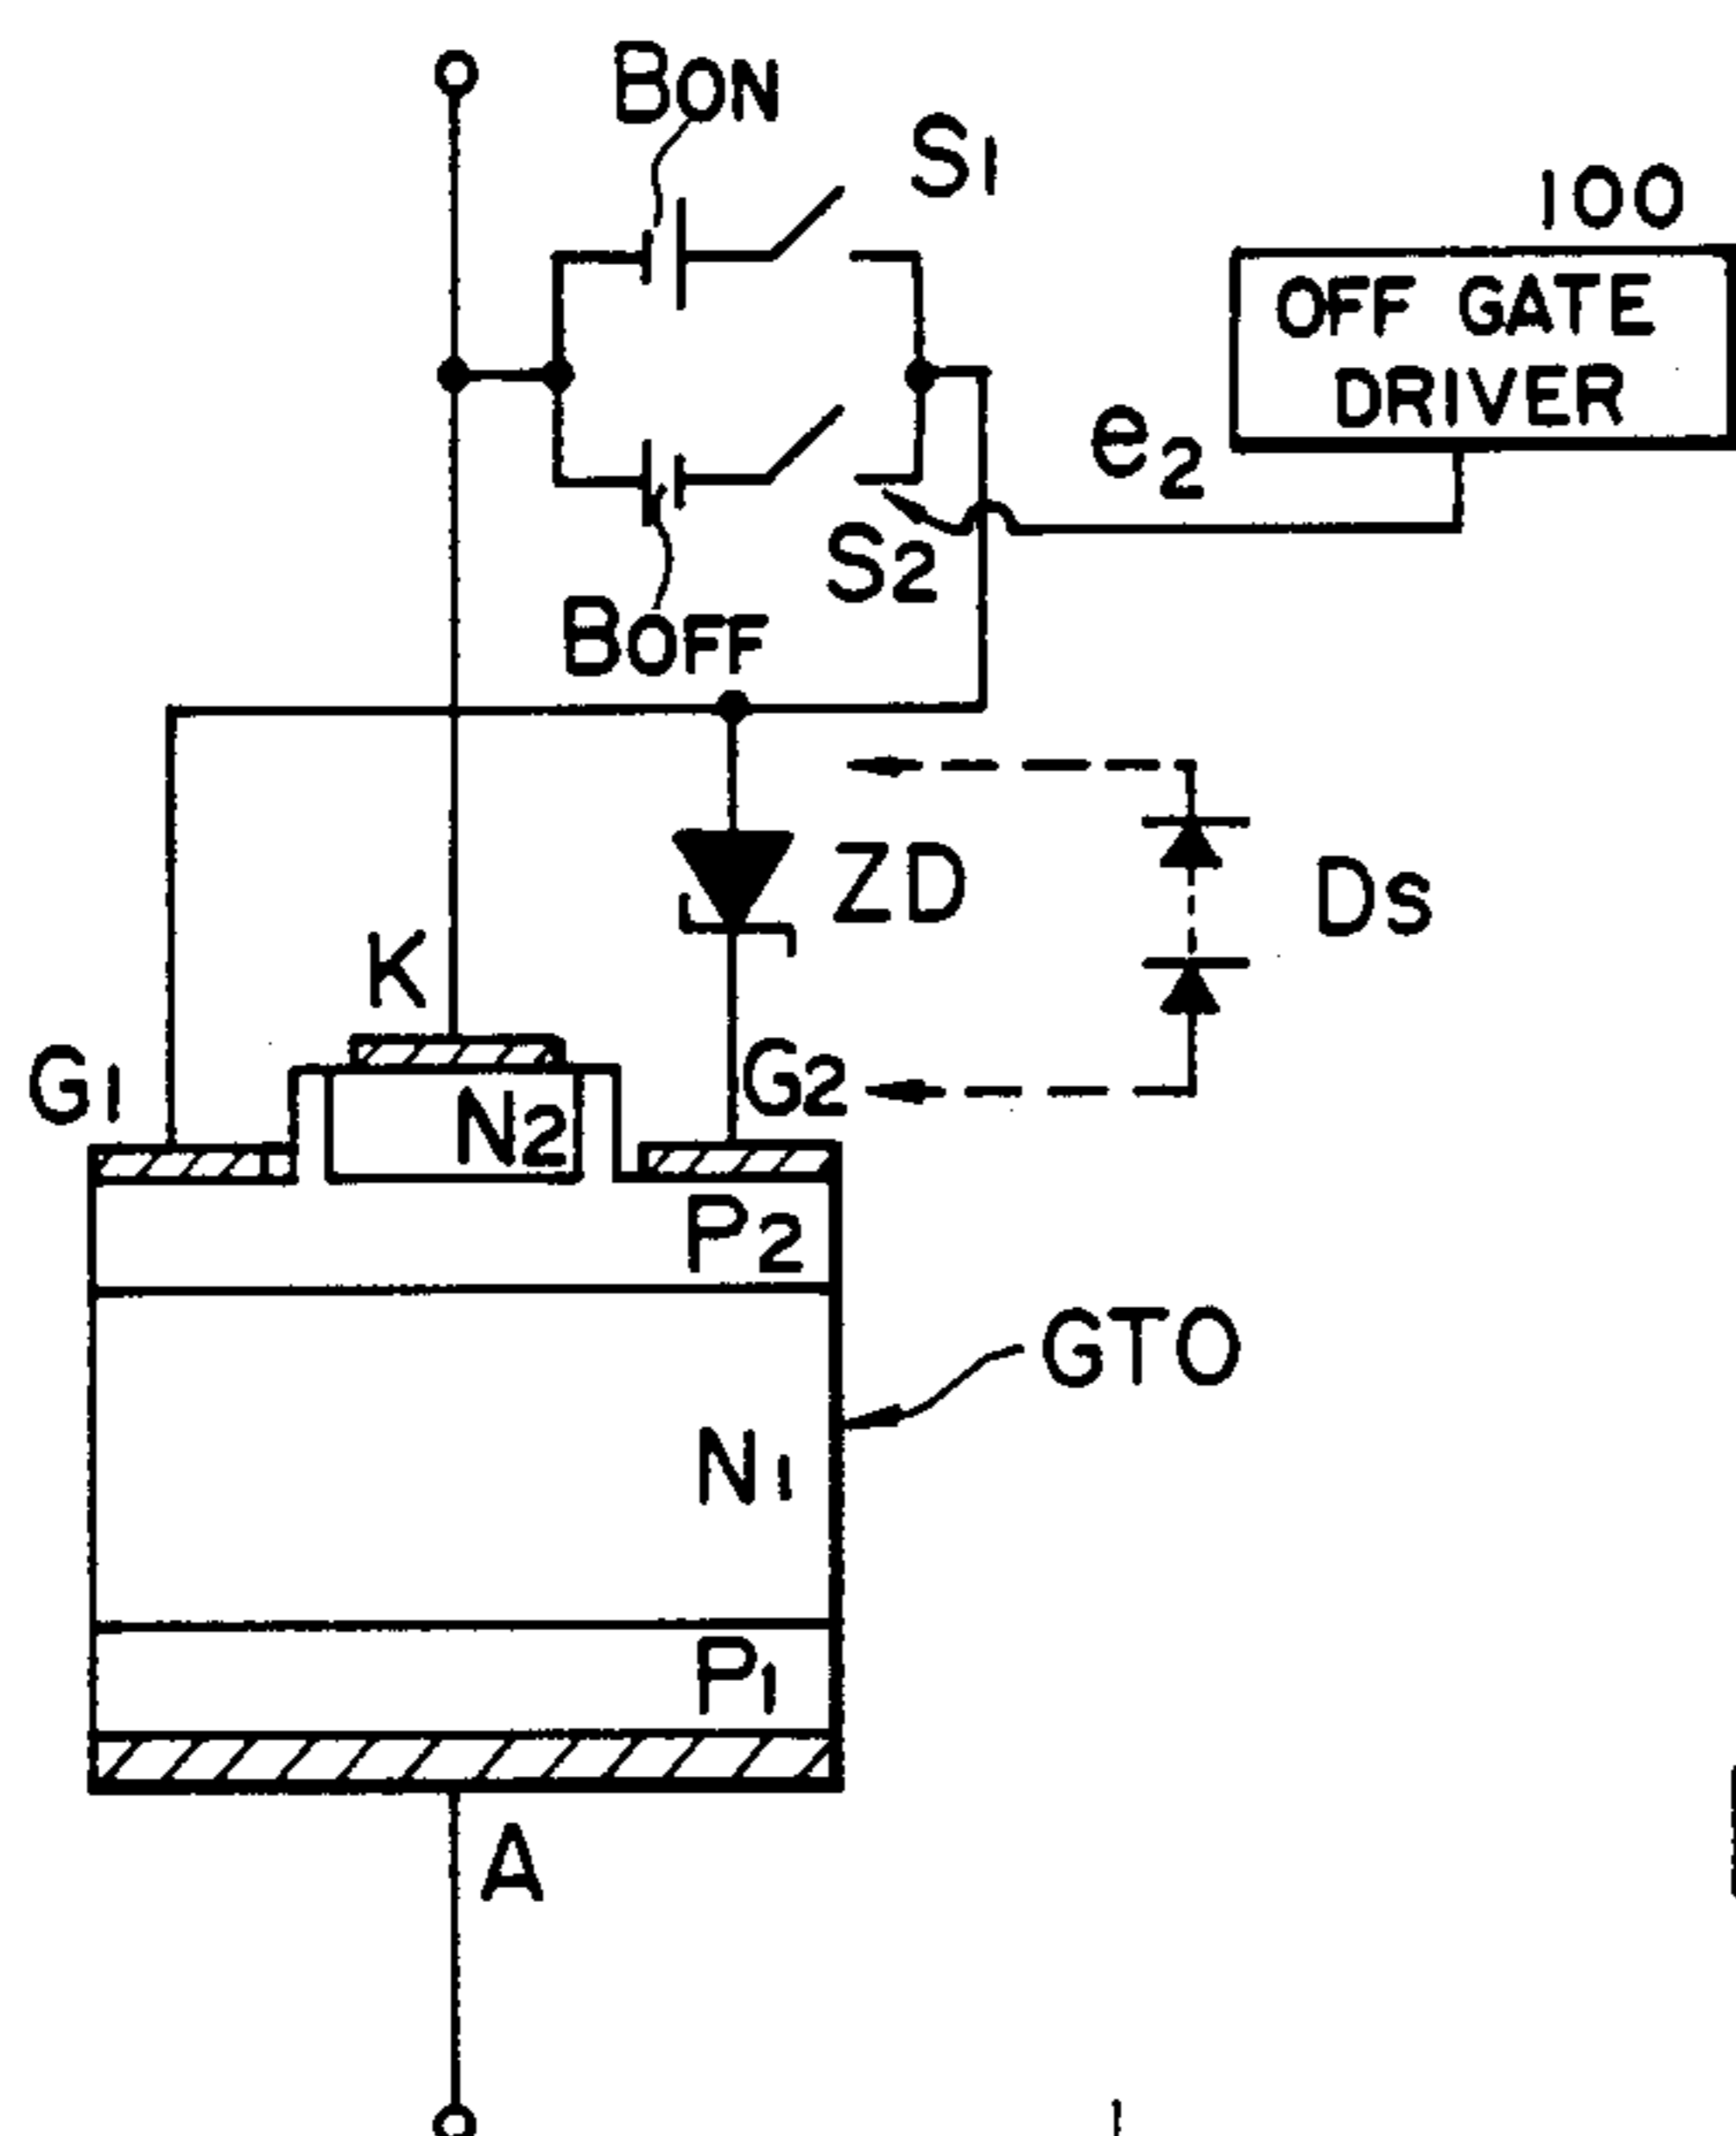 BON
S1
100
OFF GATE
DRIVER
e2
S2
BOFF
ZD
DS
K
G1
G2
N2
P2
GTO
N1
P1
A